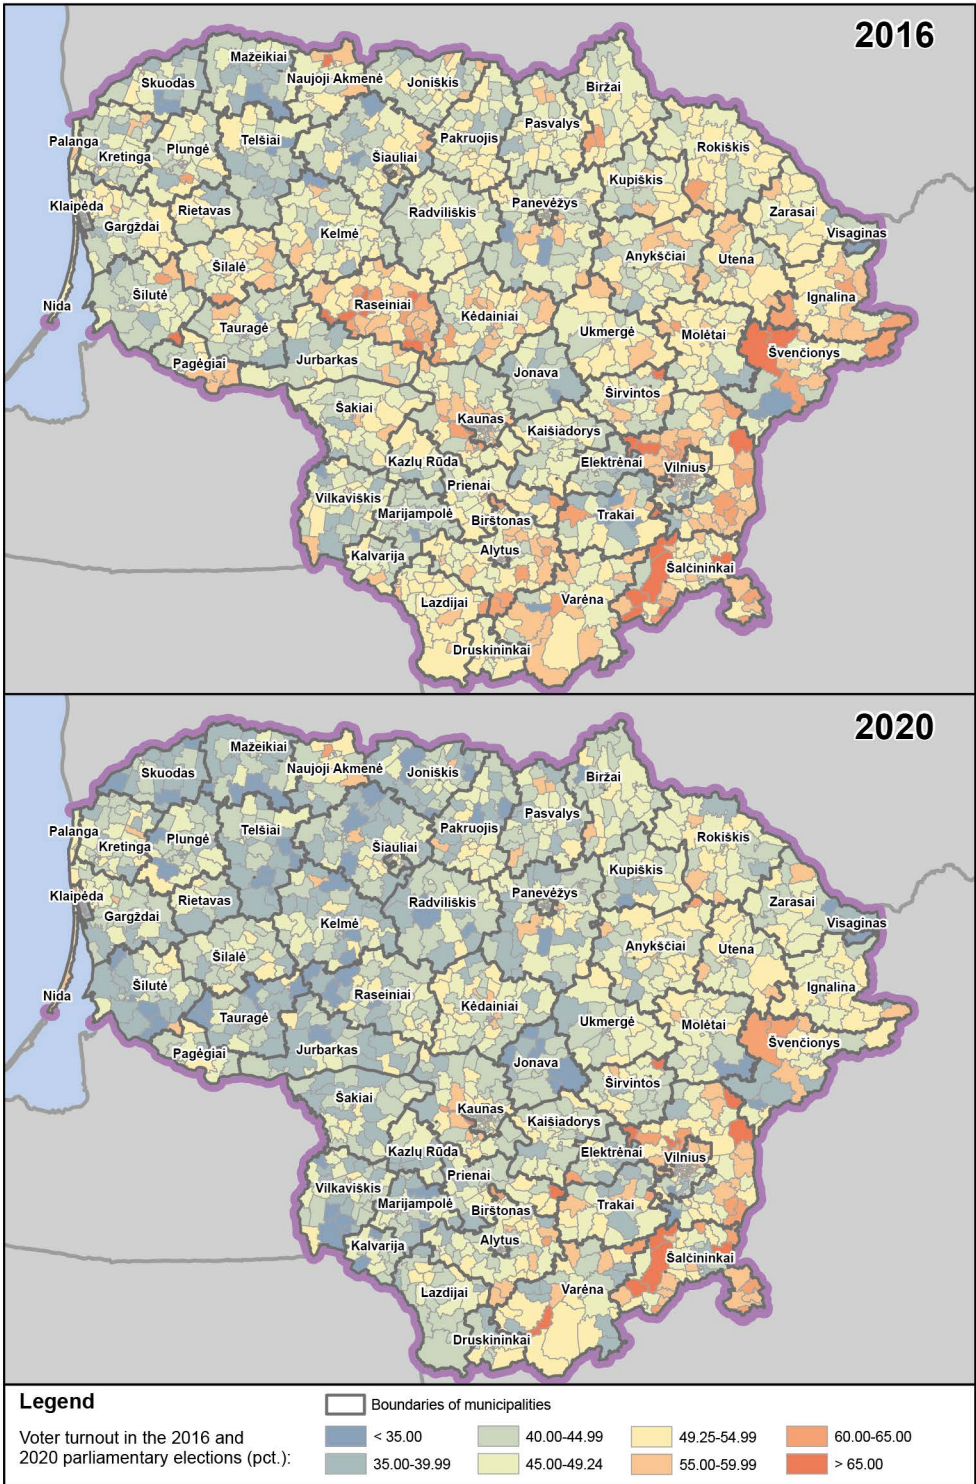 2016
Mažeikiai
Skuodas
Naujoji Akmenė
Joniškis
Biržai
Palanga
Kretinga
Plungė
Telšiai
Šiauliai
Pakruojis
Pasvalys
Rokiškis
Kupiškis
Klaipėda
Gargždai
Rietavas
Kelmė
Radviliškis
Panevėžys
Zarasai
Visaginas
Anykščiai
Utena
Šilalė
Šilutė
Ignalina
Nida
Raseiniai
Kėdainiai
Tauragė
Ukmergė
Molėtai
Švenčionys
Pagėgiai
Jurbarkas
Jonava
Širvintos
Šakiai
Kaunas
Kaišiadorys
Kazlų Rūda
Elektrėnai
Vilnius
Prienai
Vilkaviškis
Marijampolė
Birštonas
Trakai
Kalvarija
Alytus
Šalčininkai
Lazdijai
Varėna
Druskininkai
2020
Mažeikiai
Skuodas
Naujoji Akmenė
Joniškis
Biržai
Palanga
Kretinga
Plungė
Telšiai
Šiauliai
Pakruojis
Pasvalys
Rokiškis
Kupiškis
Klaipėda
Gargždai
Rietavas
Kelmė
Radviliškis
Panevėžys
Zarasai
Visaginas
Anykščiai
Utena
Šilalė
Šilutė
Ignalina
Nida
Raseiniai
Kėdainiai
Tauragė
Ukmergė
Molėtai
Švenčionys
Pagėgiai
Jurbarkas
Jonava
Širvintos
Šakiai
Kaunas
Kaišiadorys
Kazlų Rūda
Elektrėnai
Vilnius
Prienai
Vilkaviškis
Marijampolė
Birštonas
Trakai
Kalvarija
Alytus
Šalčininkai
Lazdijai
Varėna
Druskininkai
Legend
Boundaries of municipalities
Voter turnout in the 2016 and
2020 parliamentary elections (pct.):
< 35.00
40.00-44.99
49.25-54.99
60.00-65.00
35.00-39.99
45.00-49.24
55.00-59.99
> 65.00